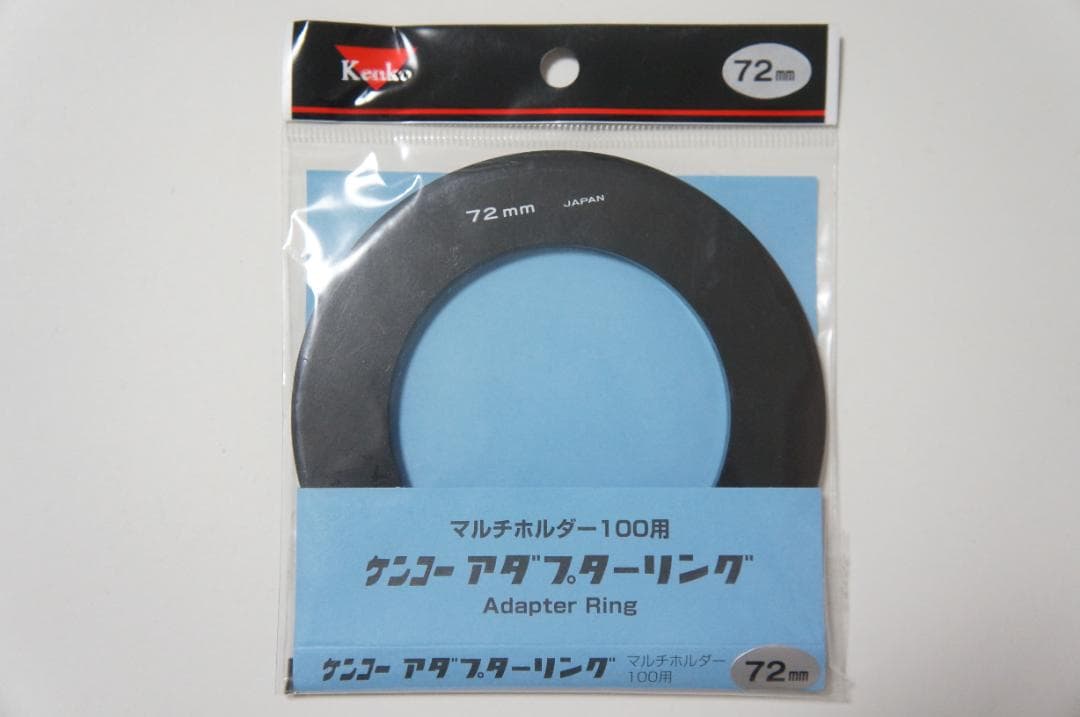 Kenko
72mm
72mm JAPAN
マルチホルダー100用
ケンコー アダプターリング
Adapter Ring
ケンコー アダプターリング マルチホルダー 100用 72mm